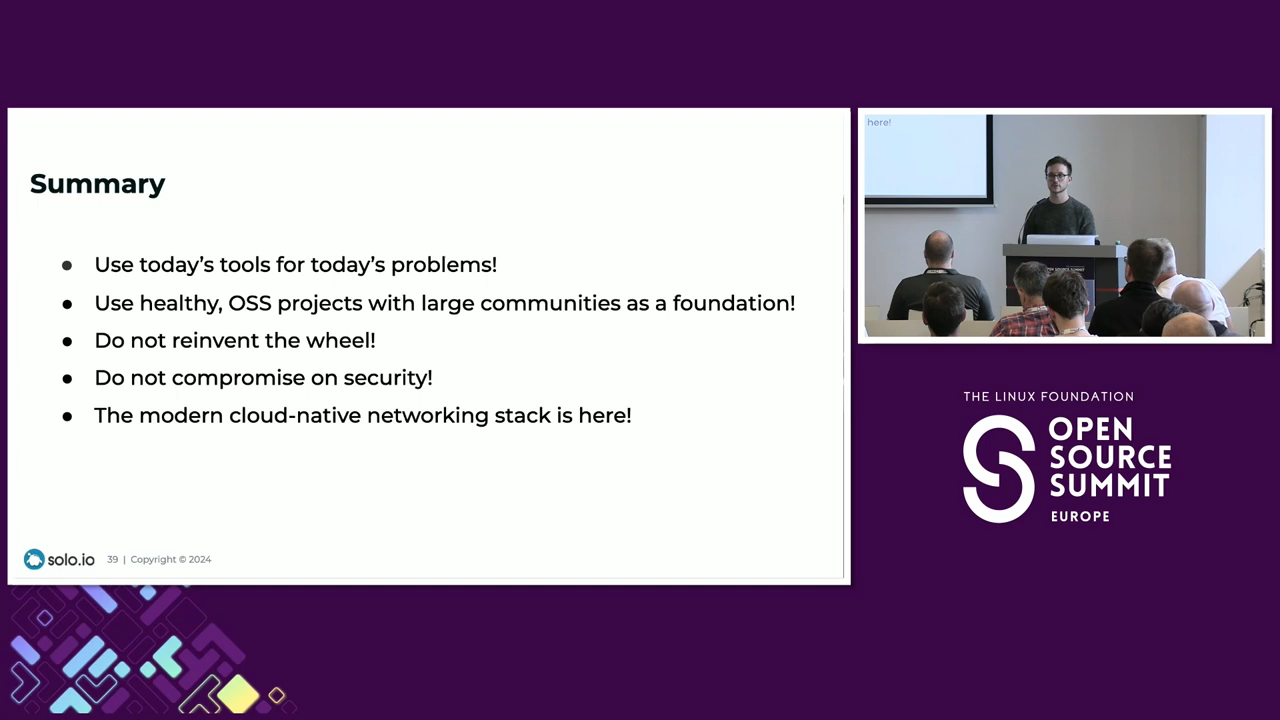 Summary
● Use today's tools for today's problems!
● Use healthy, OSS projects with large communities as a foundation!
● Do not reinvent the wheel!
● Do not compromise on security!
● The modern cloud-native networking stack is here!
solo.io 39 | Copyright © 2024
here!
THE LINUX FOUNDATION
OPEN
SOURCE
SUMMIT
EUROPE